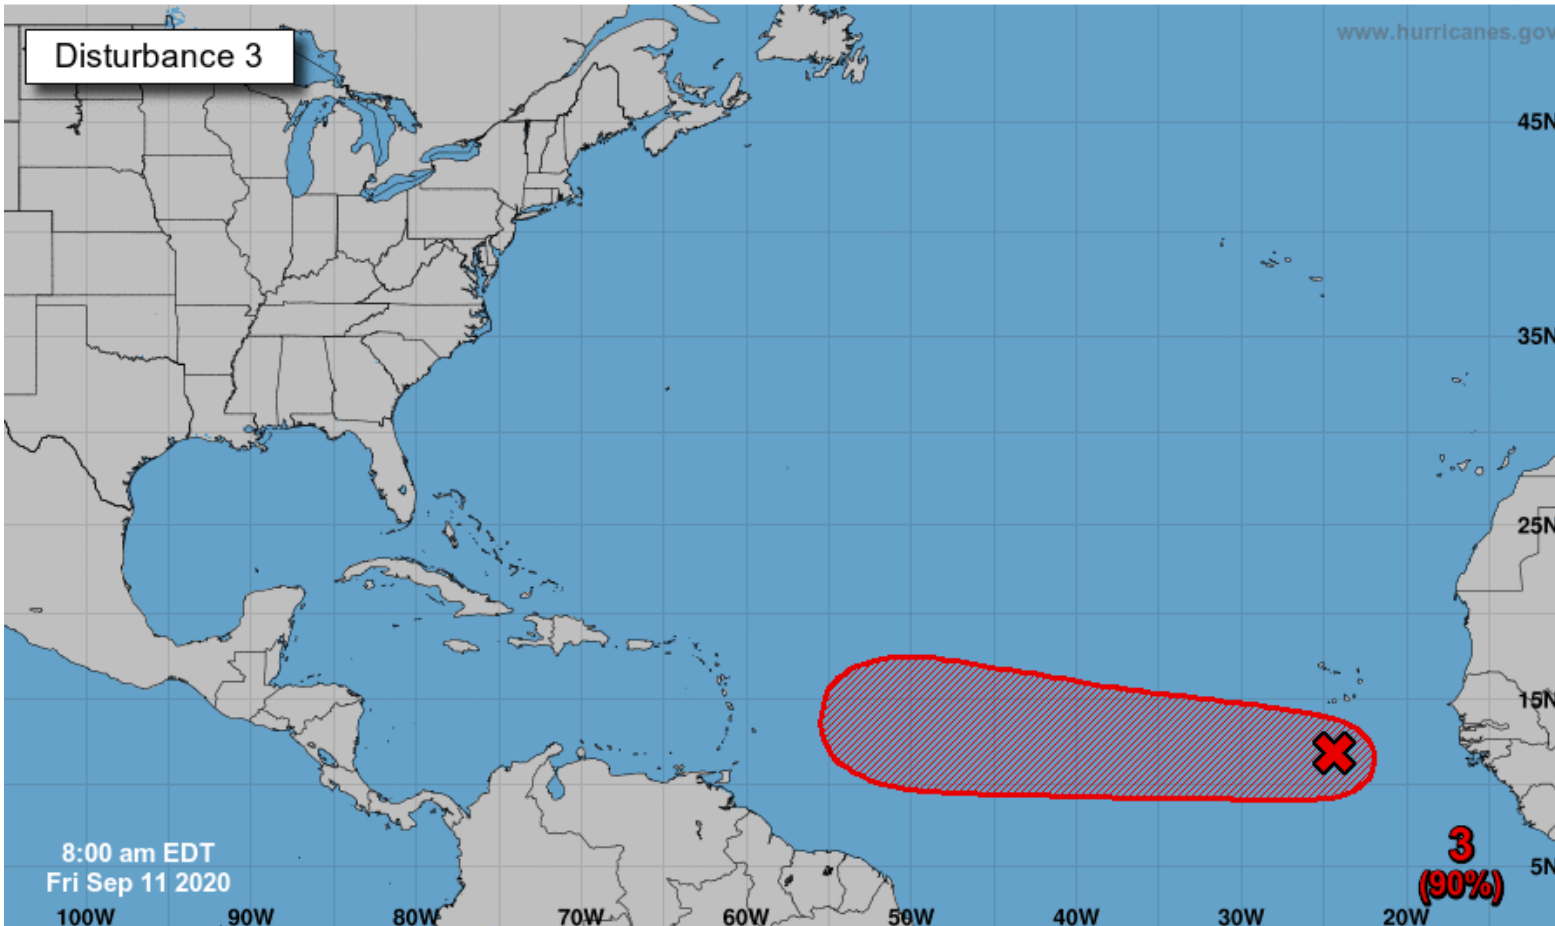 Disturbance 3
www.hurricanes.gov
45N
35N
25N
15N
5N
3
(90%)
8:00 am EDT
Fri Sep 11 2020
100W 90W 80W 70W 60W 50W 40W 30W 20W